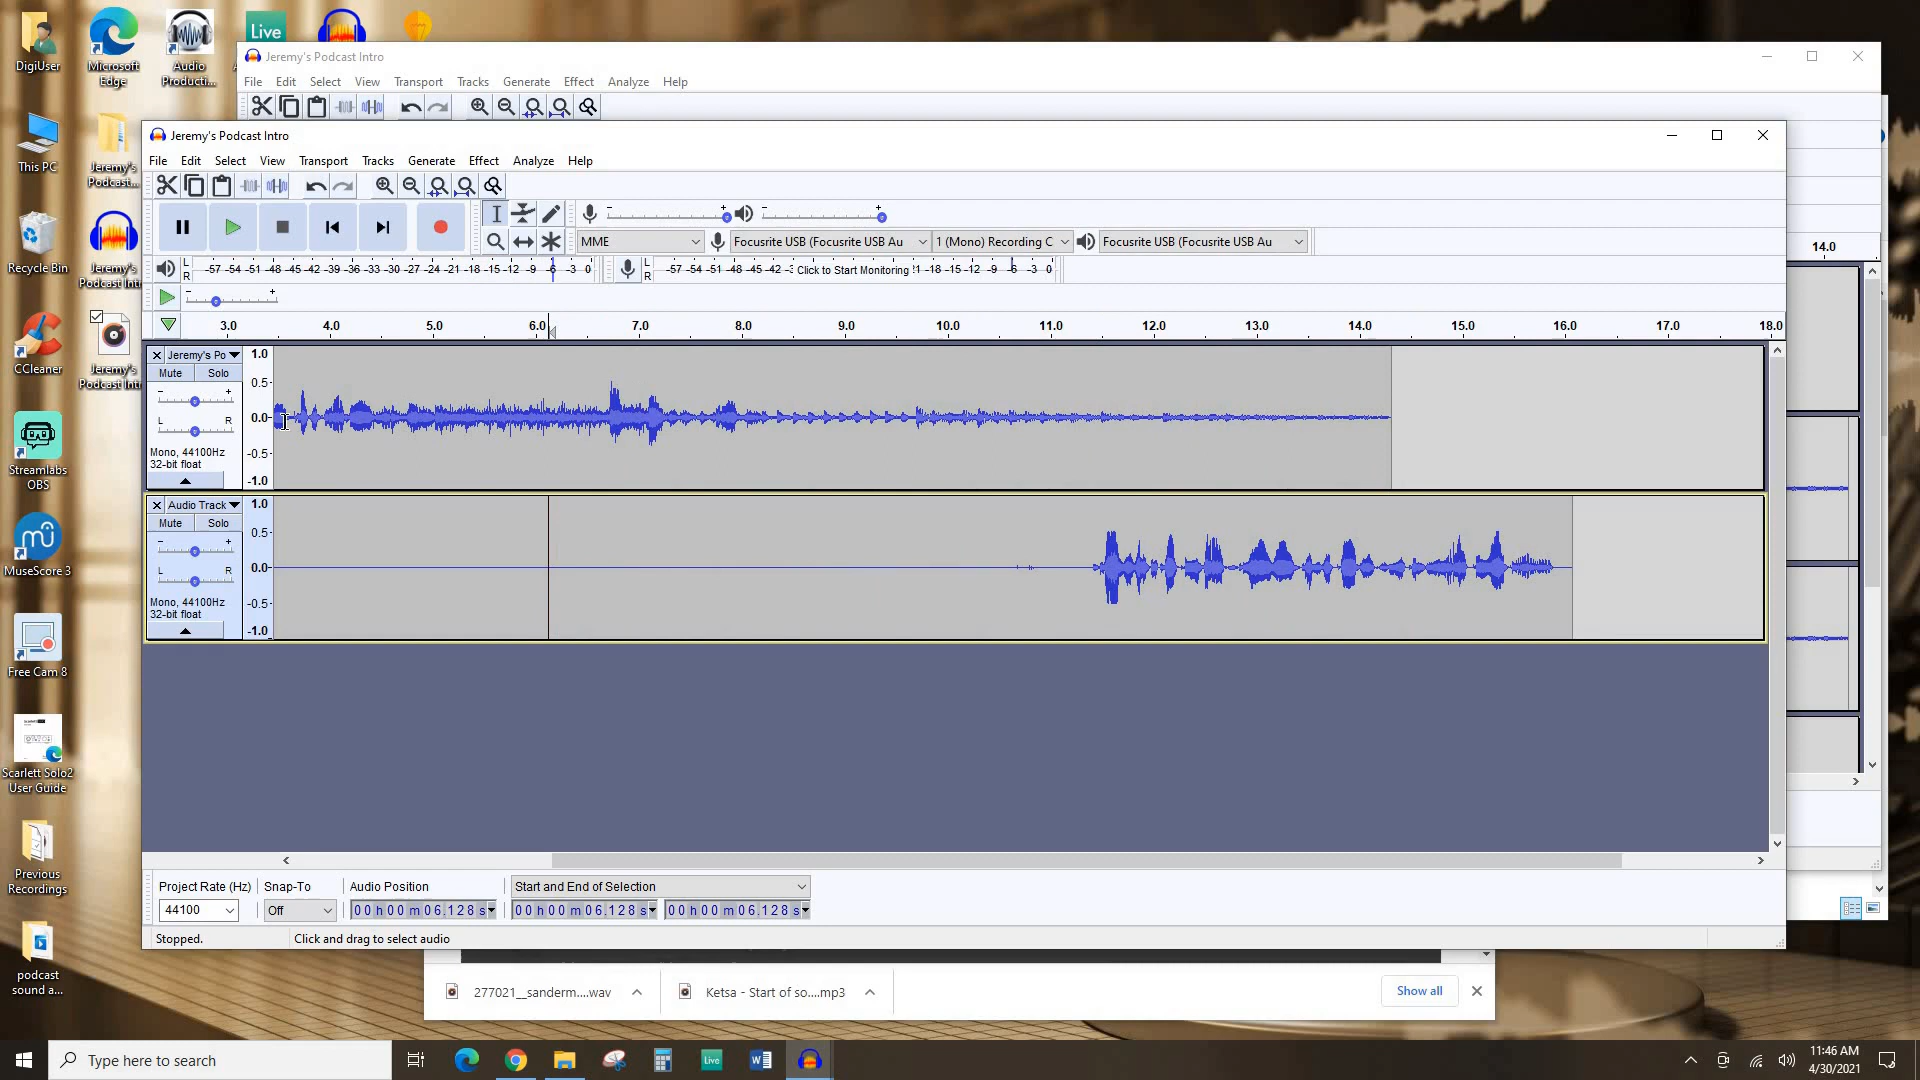 DigiUser
Microsoft
Edge
Audio
Producti...
Live
This PC
Jeremy's
Podcast...
Recycle Bin
Jeremy's
Podcast Intr
CCleaner
Jeremy's
Podcast Intr
Streamlabs
OBS
MuseScore 3
Free Cam 8
Scarlett Solo2
User Guide
Previous
Recordings
podcast
sound a...
Jeremy's Podcast Intro
File Edit Select View Transport Tracks Generate Effect Analyze Help
14.0
Jeremy's Podcast Intro
File Edit Select View Transport Tracks Generate Effect Analyze Help
MME
Focusrite USB (Focusrite USB Au
1 (Mono) Recording C
Focusrite USB (Focusrite USB Au
L
R
-57 -54 -51 -48 -45 -42 -39 -36 -33 -30 -27 -24 -21 -18 -15 -12 -9 -6 -3 0
L
R
-57 -54 -51 -48 -45 -42 Click to Start Monitoring -18 -15 -12 -9 -6 -3 0
3.0 4.0 5.0 6.0 7.0 8.0 9.0 10.0 11.0 12.0 13.0 14.0 15.0 16.0 17.0 18.0
Jeremy's Po
Mute Solo
L R
Mono, 44100Hz
32-bit float
1.0
0.5
0.0
-0.5
-1.0
Audio Track
Mute Solo
L R
Mono, 44100Hz
32-bit float
1.0
0.5
0.0
-0.5
-1.0
Project Rate (Hz) Snap-To Audio Position Start and End of Selection
44100 Off 00 h 00 m 06.128 s 00 h 00 m 06.128 s 00 h 00 m 06.128 s
Stopped. Click and drag to select audio
277021__sanderm....wav Ketsa - Start of so....mp3 Show all
Type here to search
Live
11:46 AM
4/30/2021